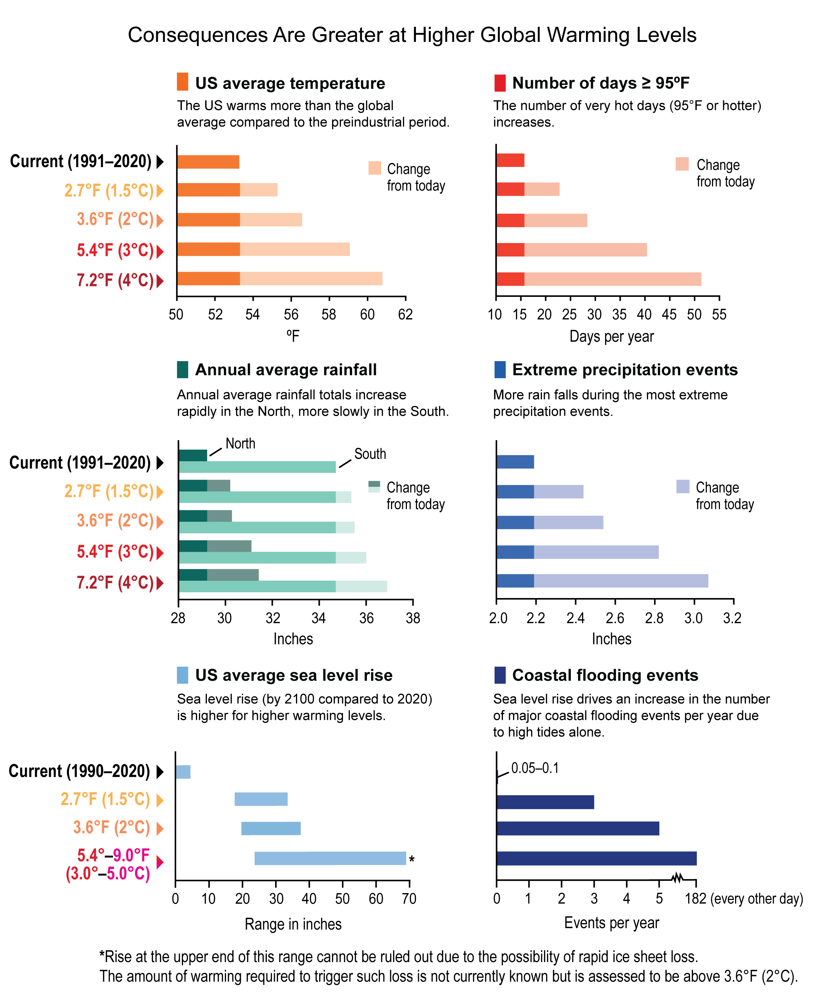 Consequences Are Greater at Higher Global Warming Levels
US average temperature
The US warms more than the global
average compared to the preindustrial period.
Number of days ≥ 95ºF
The number of very hot days (95°F or hotter)
increases.
Current (1991–2020)
2.7°F (1.5°C)
3.6°F (2°C)
5.4°F (3°C)
7.2°F (4°C)
Change
from today
50 52 54 56 58 60 62
ºF
Change
from today
10 15 20 25 30 35 40 45 50 55
Days per year
Annual average rainfall
Annual average rainfall totals increase
rapidly in the North, more slowly in the South.
Extreme precipitation events
More rain falls during the most extreme
precipitation events.
Current (1991–2020)
2.7°F (1.5°C)
3.6°F (2°C)
5.4°F (3°C)
7.2°F (4°C)
North
South
Change
from today
28 30 32 34 36 38
Inches
Change
from today
2.0 2.2 2.4 2.6 2.8 3.0 3.2
Inches
US average sea level rise
Sea level rise (by 2100 compared to 2020)
is higher for higher warming levels.
Coastal flooding events
Sea level rise drives an increase in the number
of major coastal flooding events per year due
to high tides alone.
Current (1990–2020)
2.7°F (1.5°C)
3.6°F (2°C)
5.4°–9.0°F
(3.0°–5.0°C)
*
0 10 20 30 40 50 60 70
Range in inches
0.05–0.1
0 1 2 3 4 5 182 (every other day)
Events per year
*Rise at the upper end of this range cannot be ruled out due to the possibility of rapid ice sheet loss.
The amount of warming required to trigger such loss is not currently known but is assessed to be above 3.6°F (2°C).